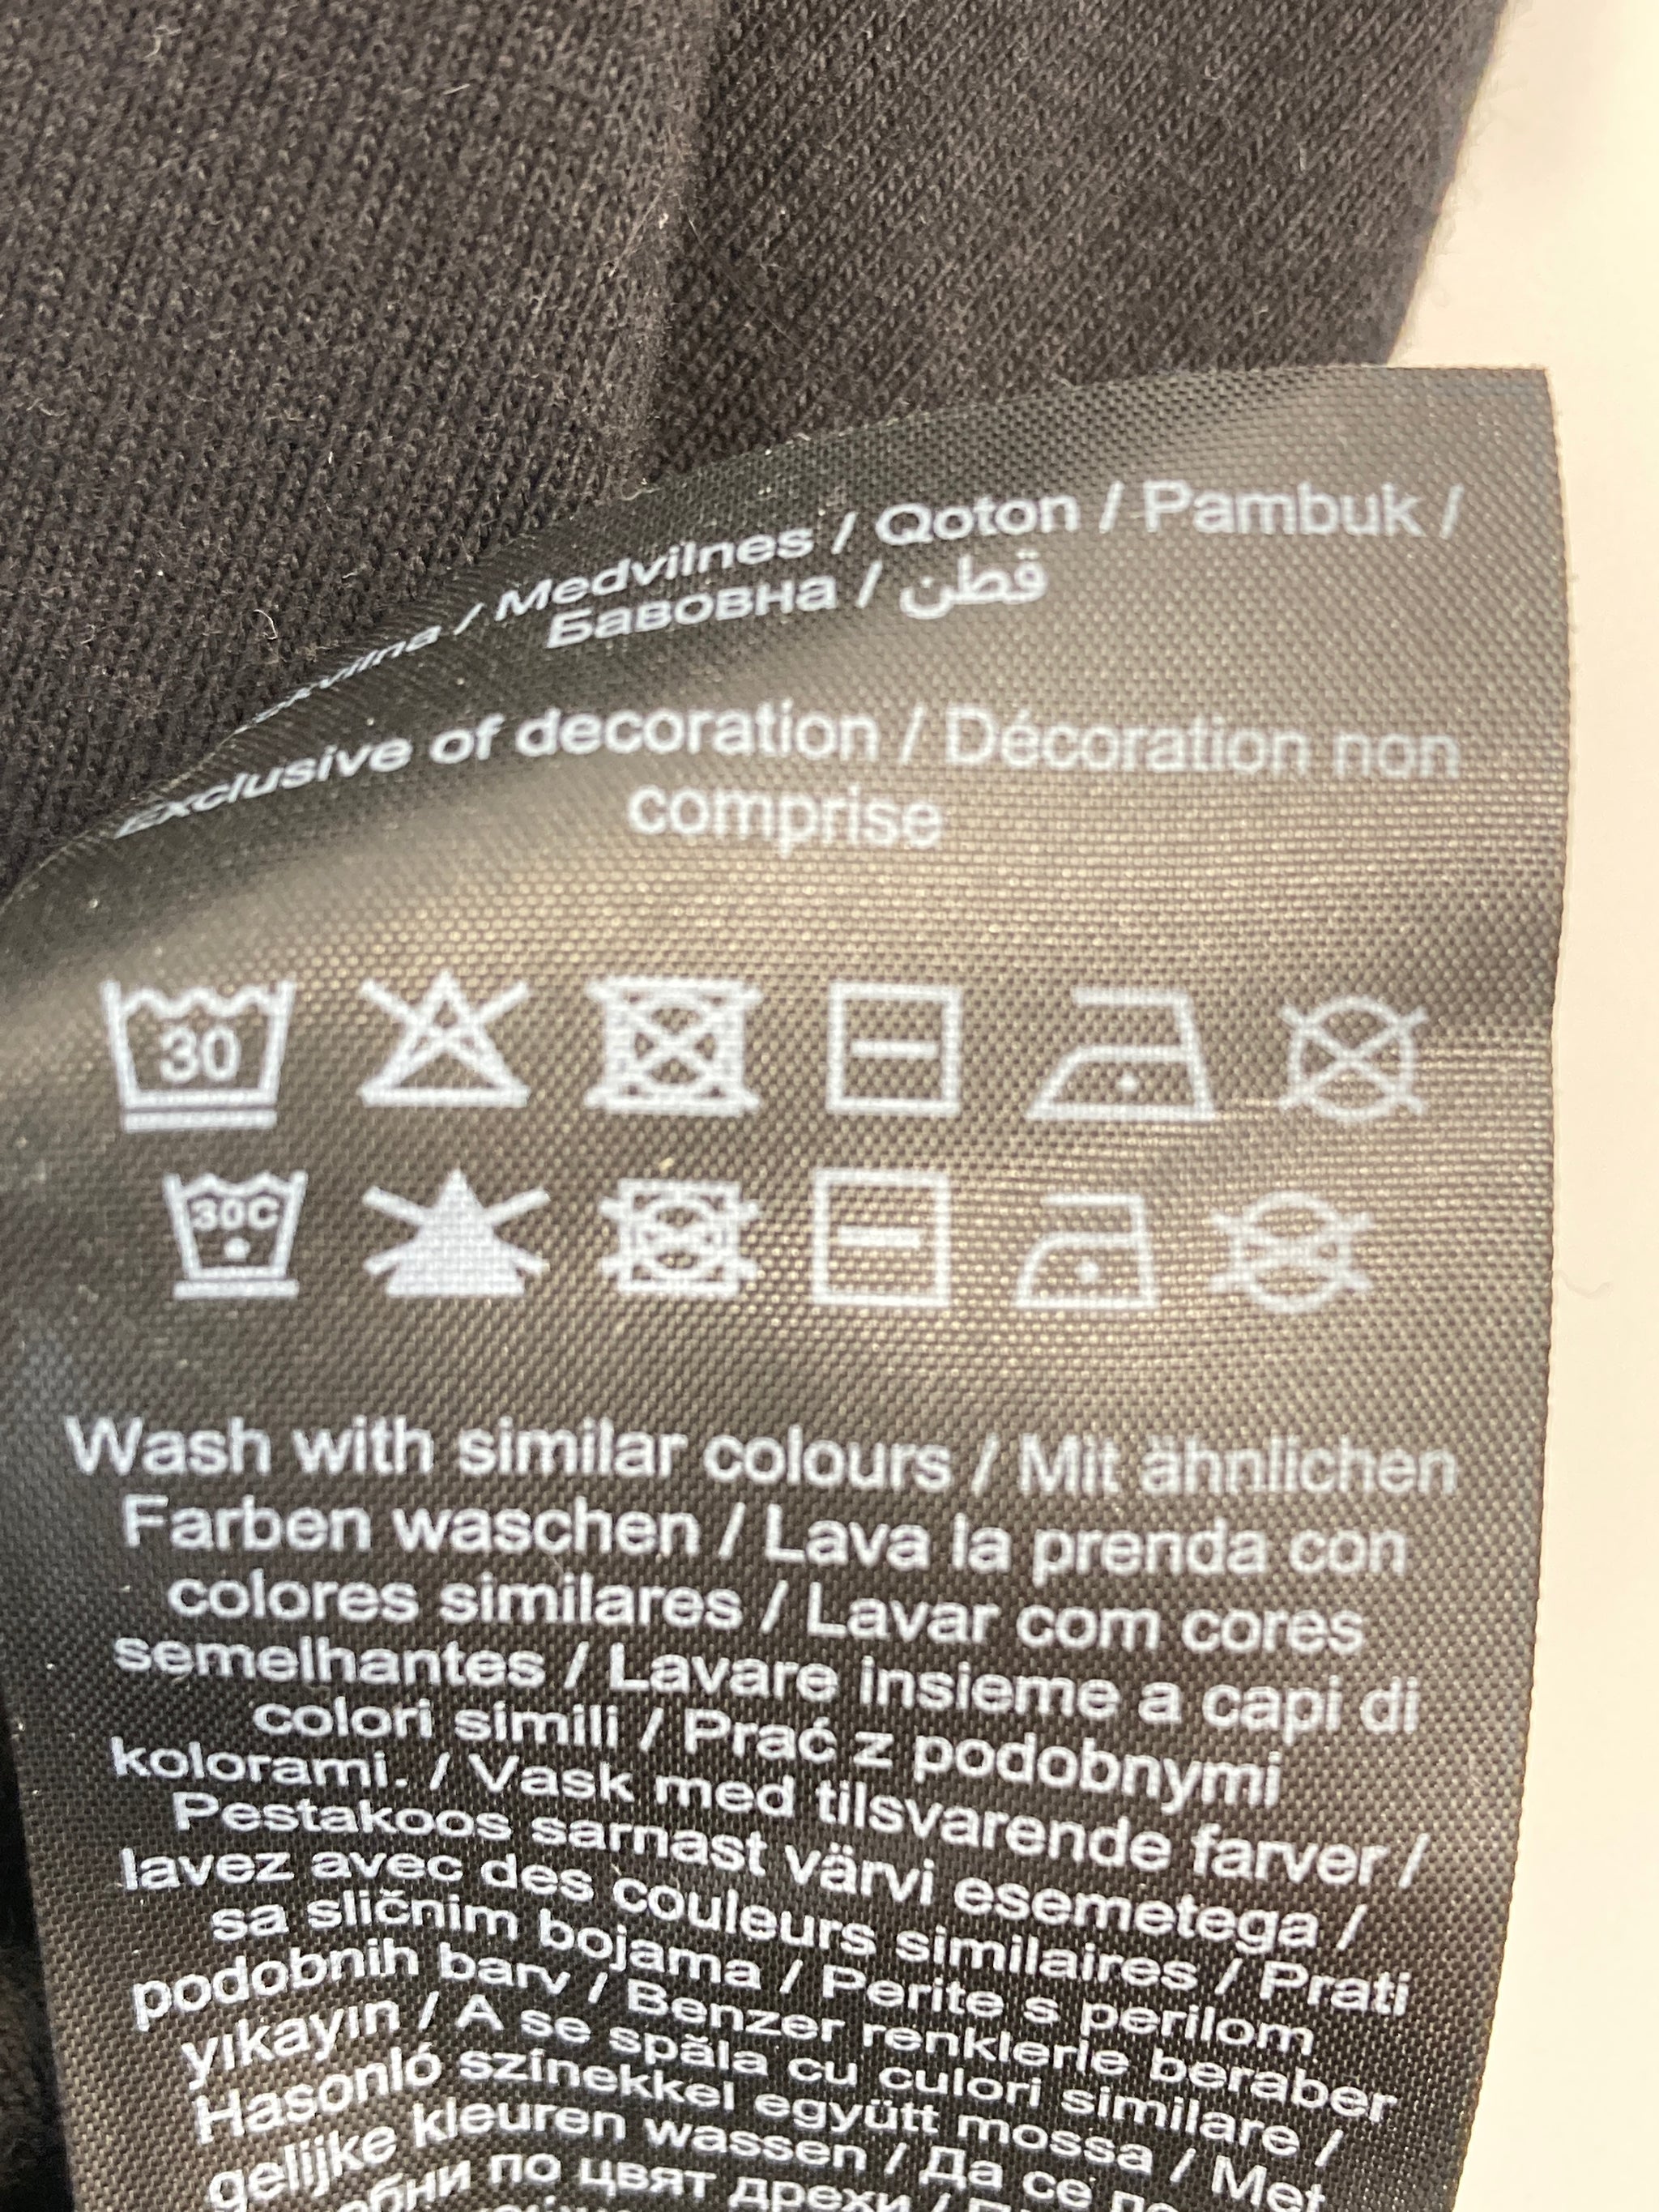 / Medvilnes / Qoton / Pambuk /
Бавовна / قطن
Exclusive of decoration / Décoration non
comprise
30
30C
Wash with similar colours / Mit ähnlichen
Farben waschen / Lava la prenda con
colores similares / Lavar com cores
semelhantes / Lavare insieme a capi di
colori simili / Prać z podobnymi
kolorami. / Vask med tilsvarende farver /
Pestakoos sarnast värvi esemetega /
lavez avec des couleurs similaires / Prati
sa sličnim bojama / Perite s perilom
podobnih barv / Benzer renklerle beraber
yıkayın / A se spăla cu culori similare /
Hasonló színekkel együtt mossa / Met
gelijke kleuren wassen / Да се
по цвят дрехи /